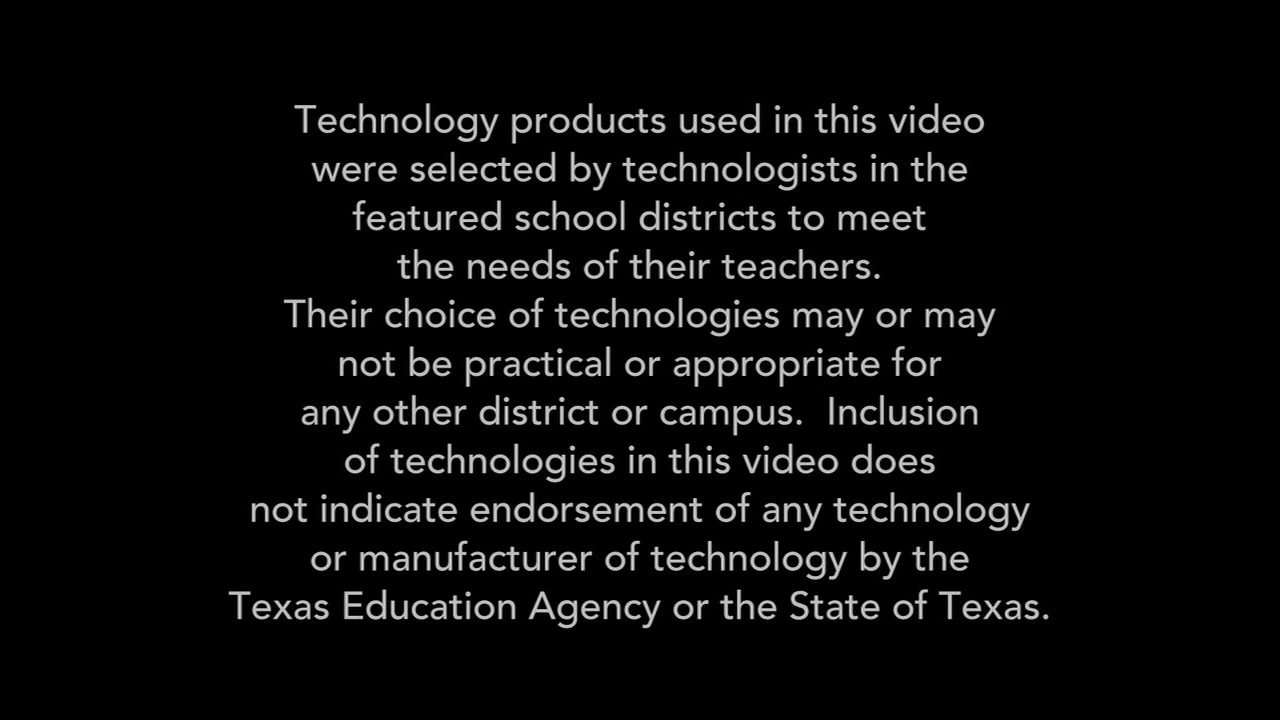 Technology products used in this video
were selected by technologists in the
featured school districts to meet
the needs of their teachers.
Their choice of technologies may or may
not be practical or appropriate for
any other district or campus.  Inclusion
of technologies in this video does
not indicate endorsement of any technology
or manufacturer of technology by the
Texas Education Agency or the State of Texas.